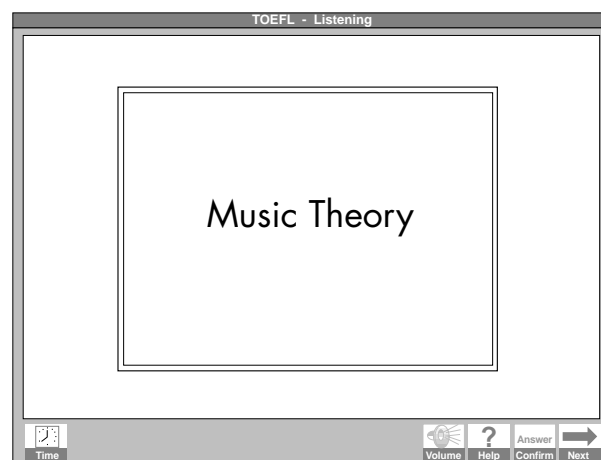 TOEFL - Listening
Music Theory
?
Answer
Time
Volume
Help
Confirm
Next